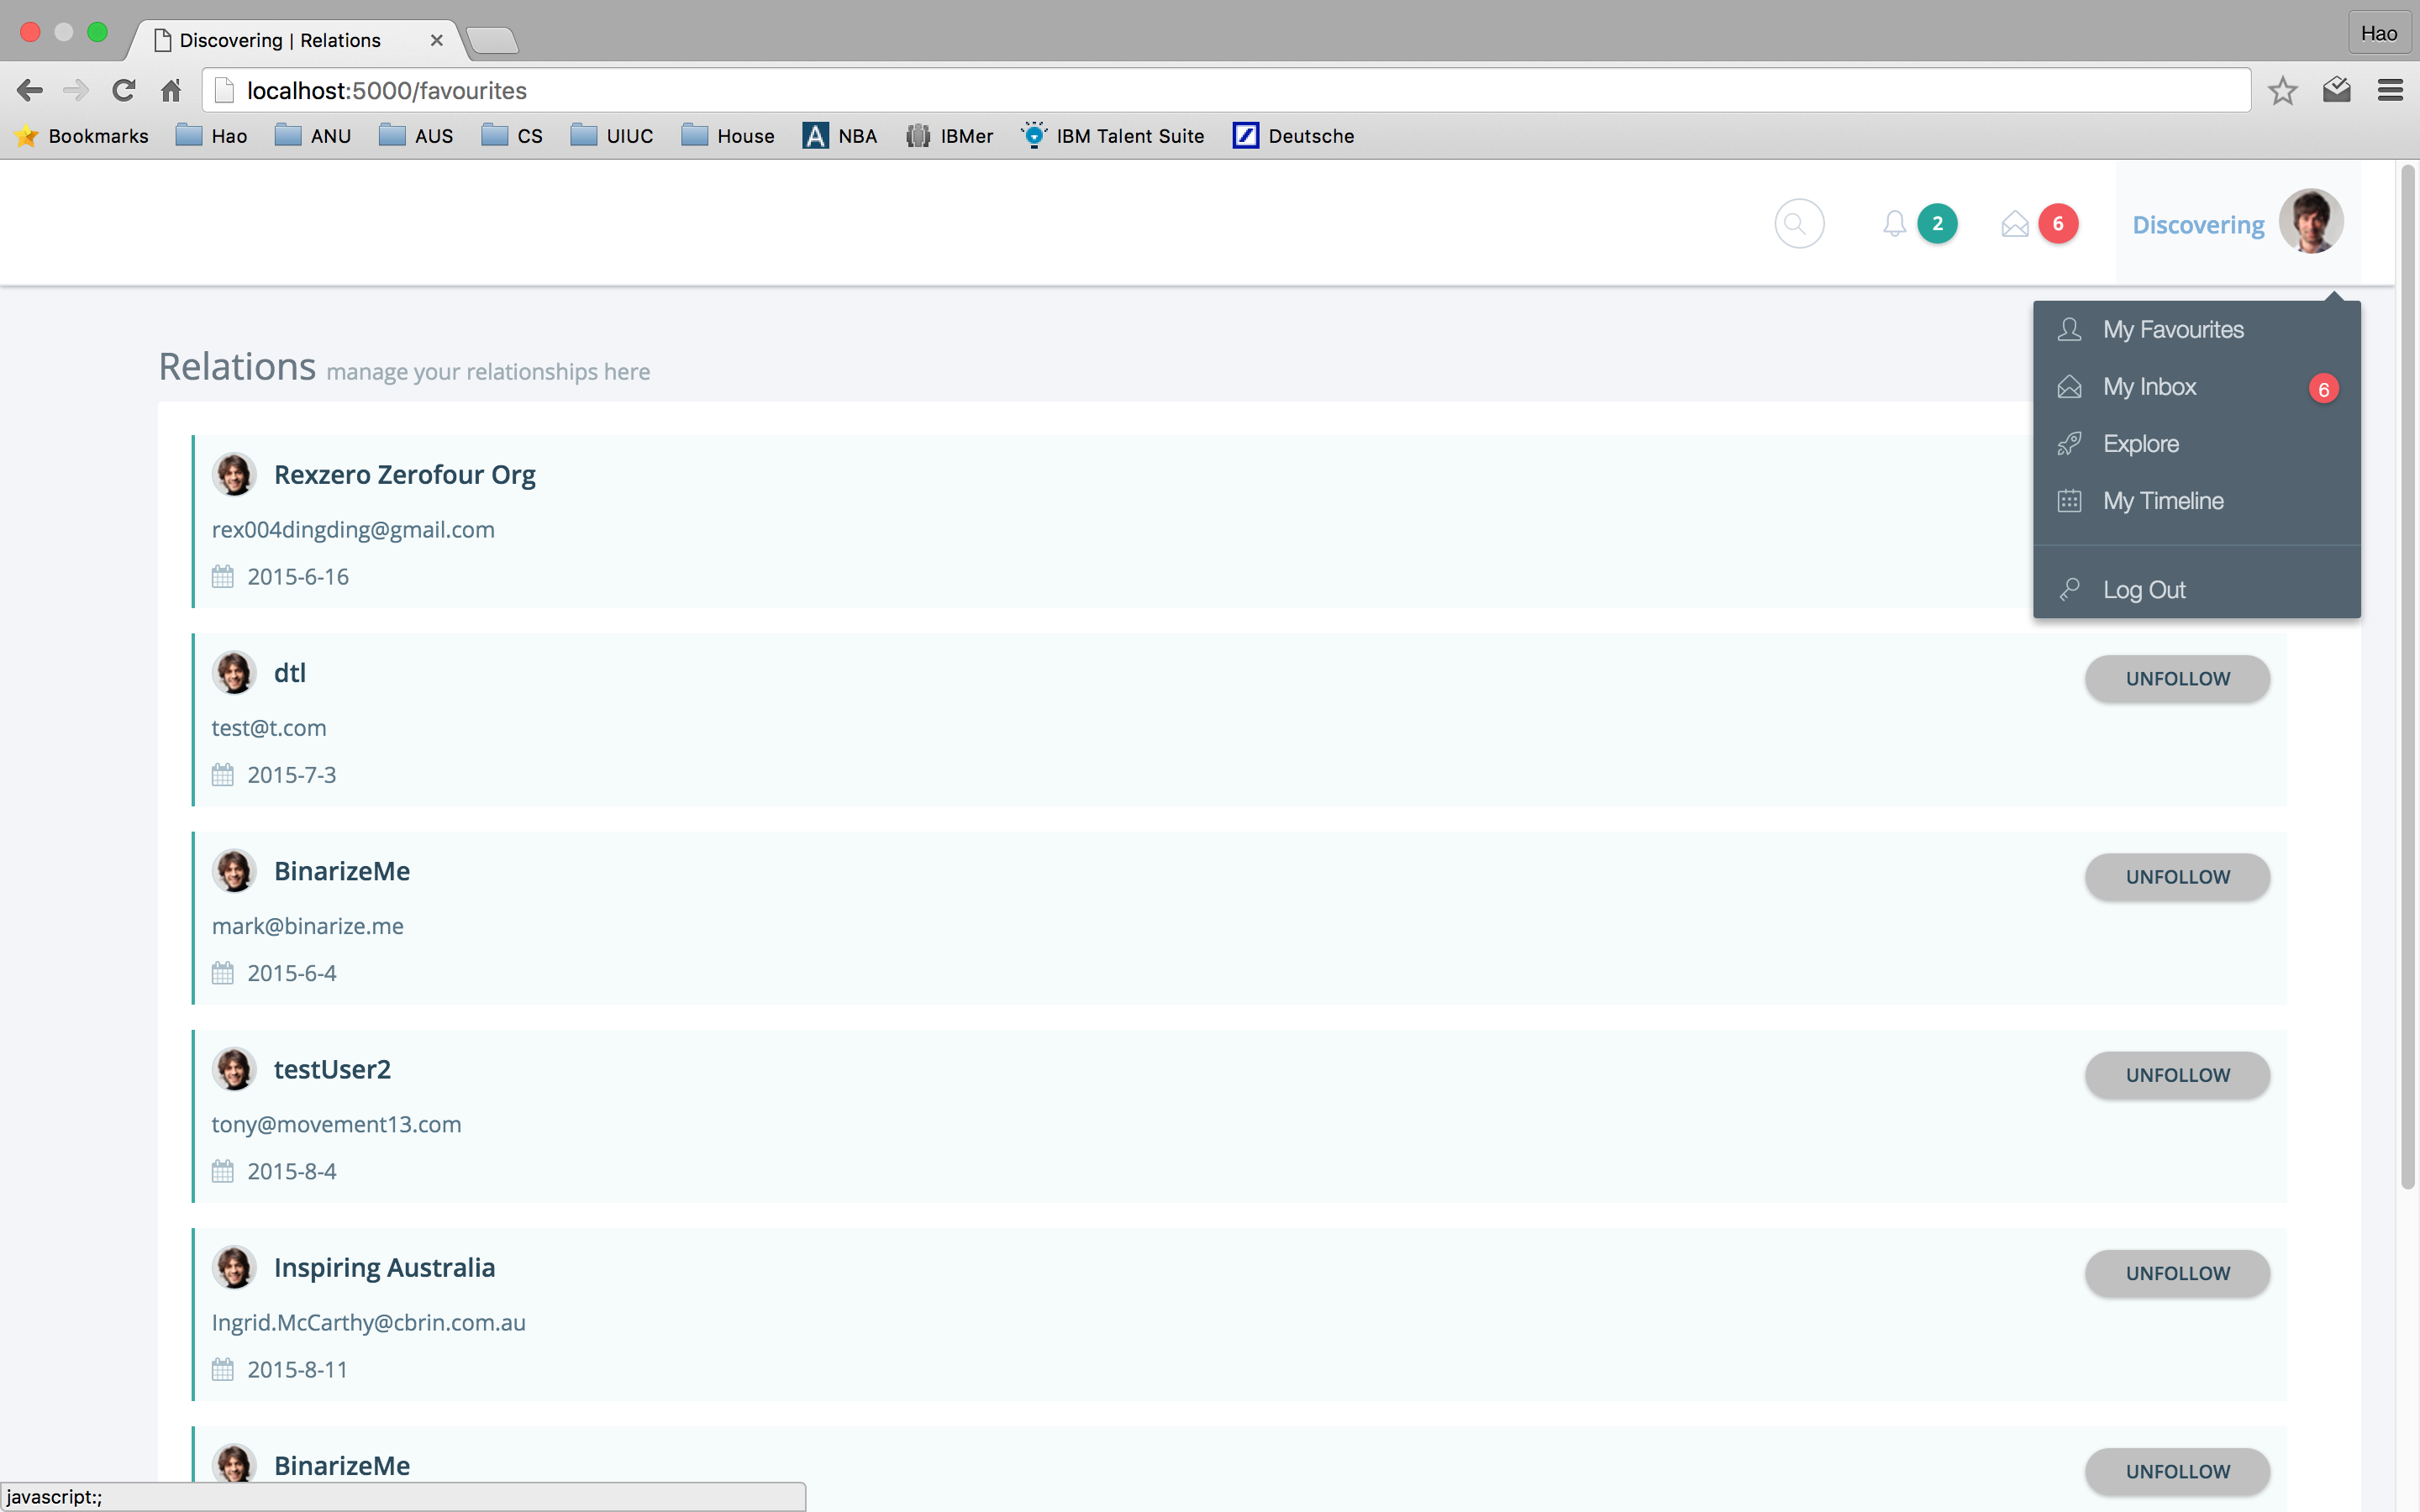 Discovering | Relations
Hao
localhost:5000/favourites
Bookmarks Hao ANU AUS CS UIUC House NBA IBMer IBM Talent Suite Deutsche
2 6 Discovering
My Favourites
My Inbox 6
Explore
My Timeline
Log Out
Relations manage your relationships here
Rexzero Zerofour Org
rex004dingding@gmail.com
2015-6-16
dtl
UNFOLLOW
test@t.com
2015-7-3
BinarizeMe
UNFOLLOW
mark@binarize.me
2015-6-4
testUser2
UNFOLLOW
tony@movement13.com
2015-8-4
Inspiring Australia
UNFOLLOW
Ingrid.McCarthy@cbrin.com.au
2015-8-11
BinarizeMe
UNFOLLOW
javascript:;